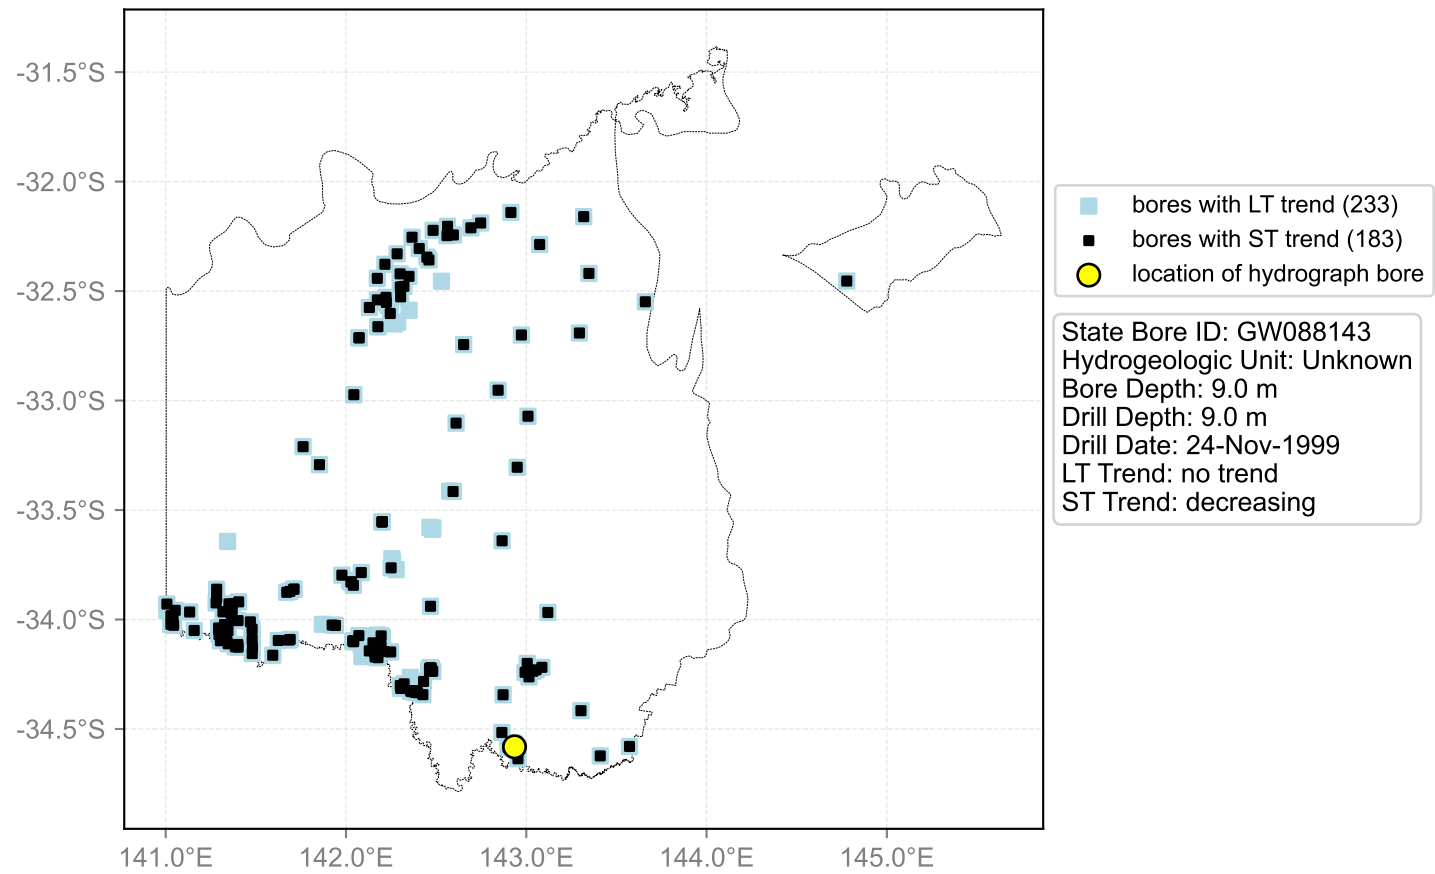 -31.5°S
-32.0°S
-32.5°S
-33.0°S
-33.5°S
-34.0°S
-34.5°S
141.0°E
142.0°E
143.0°E
144.0°E
145.0°E
bores with LT trend (233)
bores with ST trend (183)
location of hydrograph bore
State Bore ID: GW088143
Hydrogeologic Unit: Unknown
Bore Depth: 9.0 m
Drill Depth: 9.0 m
Drill Date: 24-Nov-1999
LT Trend: no trend
ST Trend: decreasing